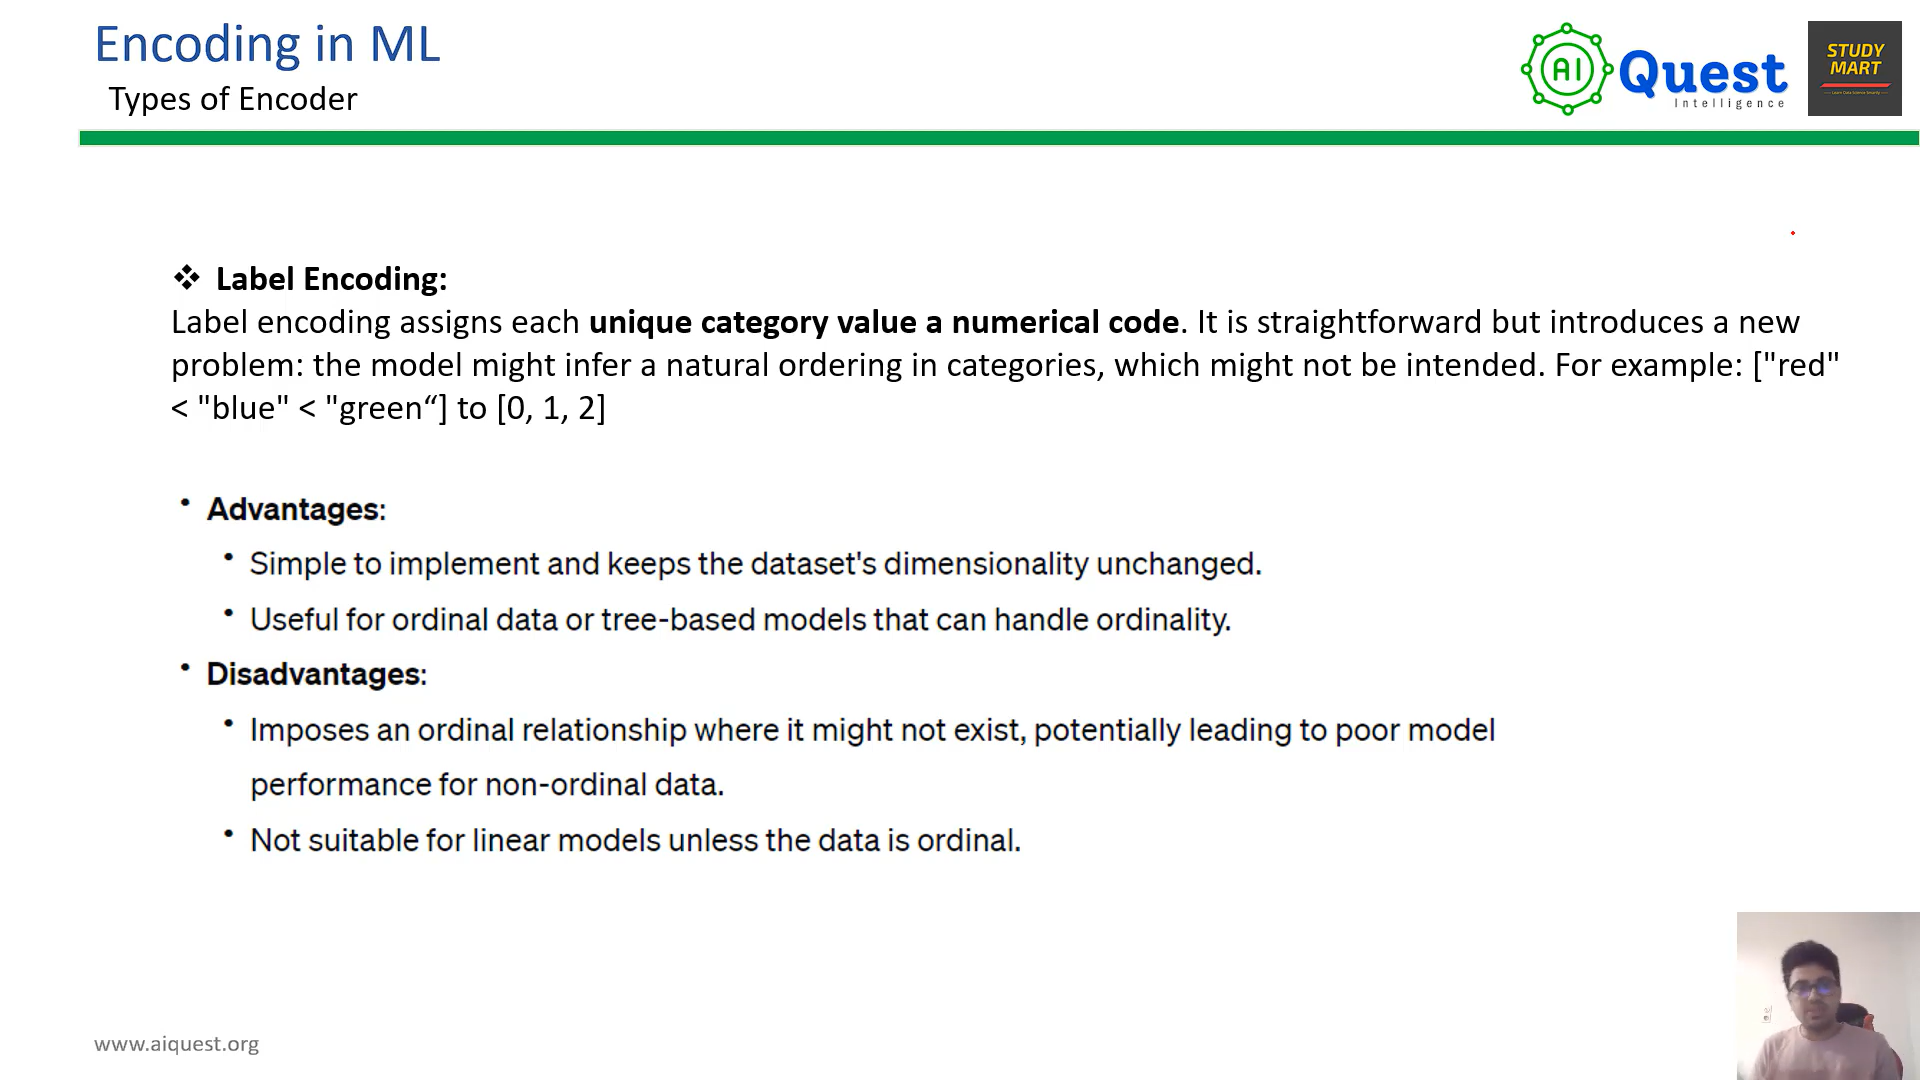 Encoding in ML
Types of Encoder
AI Quest
Intelligence
STUDY
MART
❖ Label Encoding:
Label encoding assigns each unique category value a numerical code. It is straightforward but introduces a new
problem: the model might infer a natural ordering in categories, which might not be intended. For example: ["red"
< "blue" < "green“] to [0, 1, 2]
• Advantages:
• Simple to implement and keeps the dataset's dimensionality unchanged.
• Useful for ordinal data or tree-based models that can handle ordinality.
• Disadvantages:
• Imposes an ordinal relationship where it might not exist, potentially leading to poor model
performance for non-ordinal data.
• Not suitable for linear models unless the data is ordinal.
www.aiquest.org